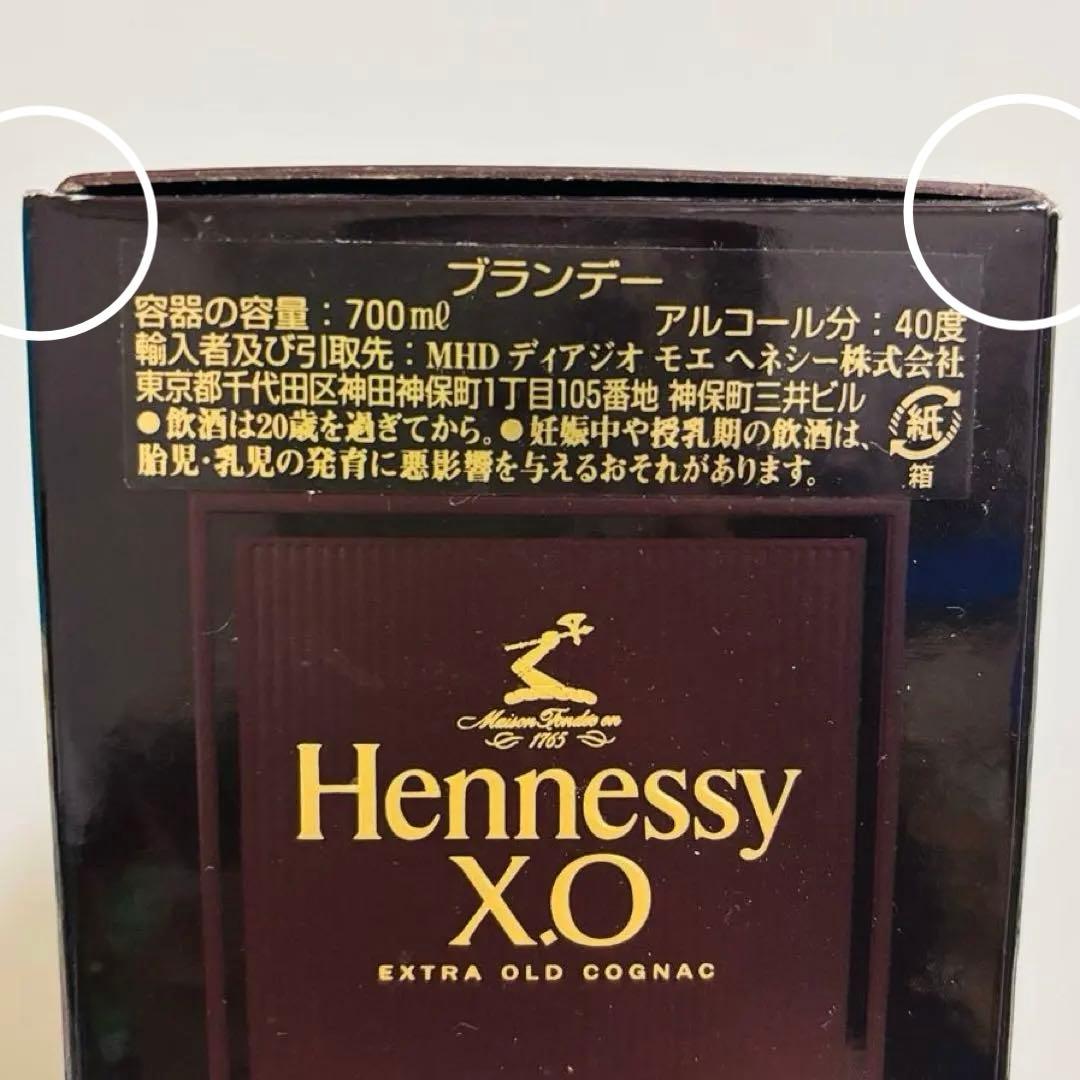 ブランデー
容器の容量：700mℓ アルコール分：40度
輸入者及び引取先：MHD ディアジオ モエ ヘネシー株式会社
東京都千代田区神田神保町1丁目105番地 神保町三井ビル
●飲酒は20歳を過ぎてから。●妊娠中や授乳期の飲酒は、
胎児・乳児の発育に悪影響を与えるおそれがあります。
紙
箱
Maison Fondée en
1765
Hennessy
X.O
EXTRA OLD COGNAC